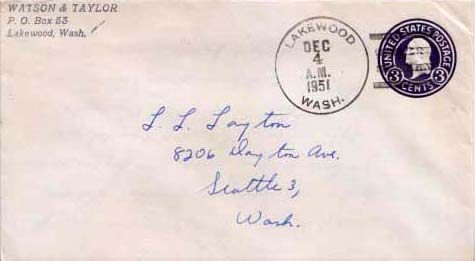 WATSON & TAYLOR
P. O. Box 53
Lakewood, Wash.
LAKEWOOD
DEC
4
A.M.
1951
WASH.
UNITED STATES POSTAGE
3 CENTS 3
L. L. Layton
8206 Dayton Ave.
Seattle 3,
Wash.